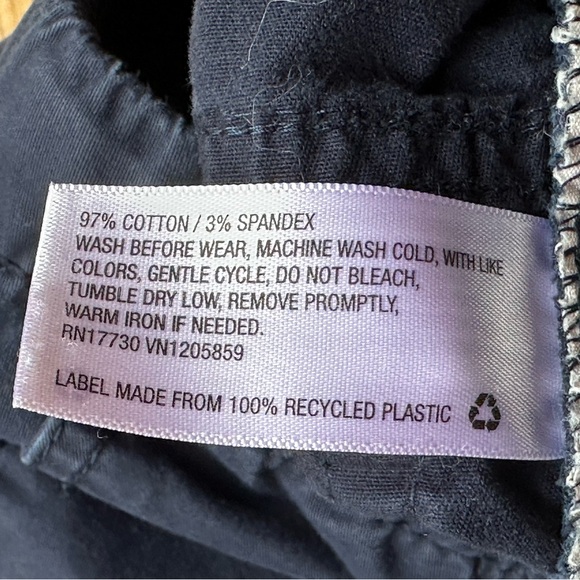 97% COTTON / 3% SPANDEX
WASH BEFORE WEAR, MACHINE WASH COLD, WITH LIKE
COLORS, GENTLE CYCLE, DO NOT BLEACH,
TUMBLE DRY LOW, REMOVE PROMPTLY,
WARM IRON IF NEEDED.
RN17730 VN1205859
LABEL MADE FROM 100% RECYCLED PLASTIC